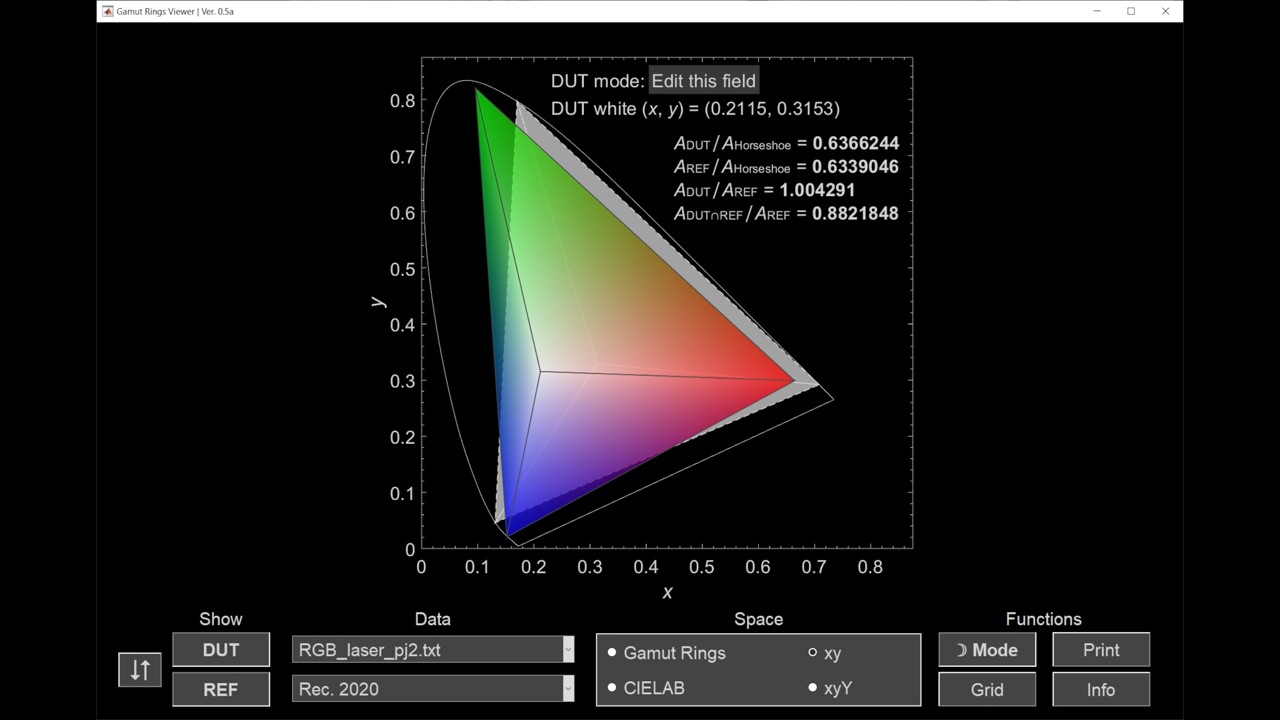 Gamut Rings Viewer | Ver. 0.5a
DUT mode: Edit this field
DUT white (x, y) = (0.2115, 0.3153)
ADUT/AHorseshoe = 0.6366244
AREF/AHorseshoe = 0.6339046
ADUT/AREF = 1.004291
ADUT∩REF/AREF = 0.8821848
0.8
0.7
0.6
0.5
0.4
0.3
0.2
0.1
0
y
0 0.1 0.2 0.3 0.4 0.5 0.6 0.7 0.8
x
Show Data Space Functions
DUT RGB_laser_pj2.txt Gamut Rings xy ☽ Mode Print
REF Rec. 2020 CIELAB xyY Grid Info